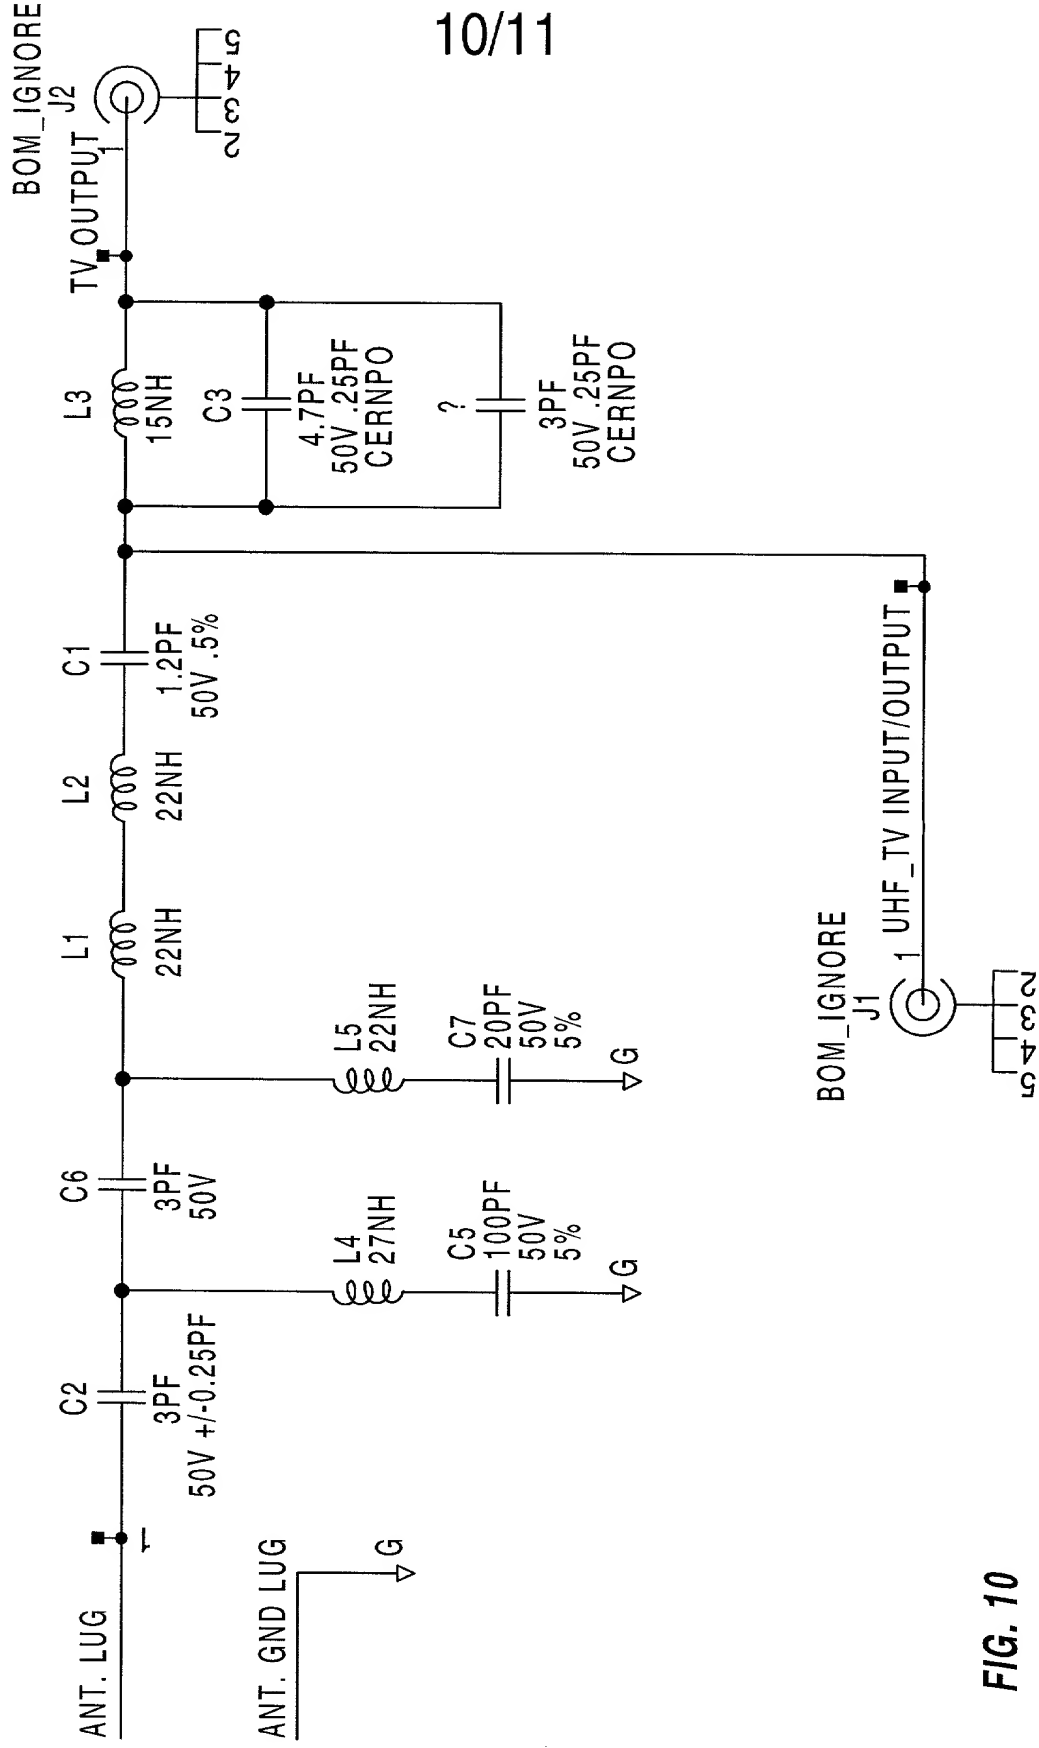 10/11
ANT. LUG
1
ANT. GND LUG
G
C2
3PF
50V +/-0.25PF
L4
27NH
C5
100PF
50V
5%
G
C6
3PF
50V
L5
22NH
C7
20PF
50V
5%
G
L1
22NH
L2
22NH
C1
1.2PF
50V .5%
L3
15NH
C3
4.7PF
50V .25PF
CERNPO
?
3PF
50V .25PF
CERNPO
TV OUTPUT
1
BOM_IGNORE
J2
2
3
4
5
BOM_IGNORE
J1
1
UHF_TV INPUT/OUTPUT
5
4
3
2
FIG. 10